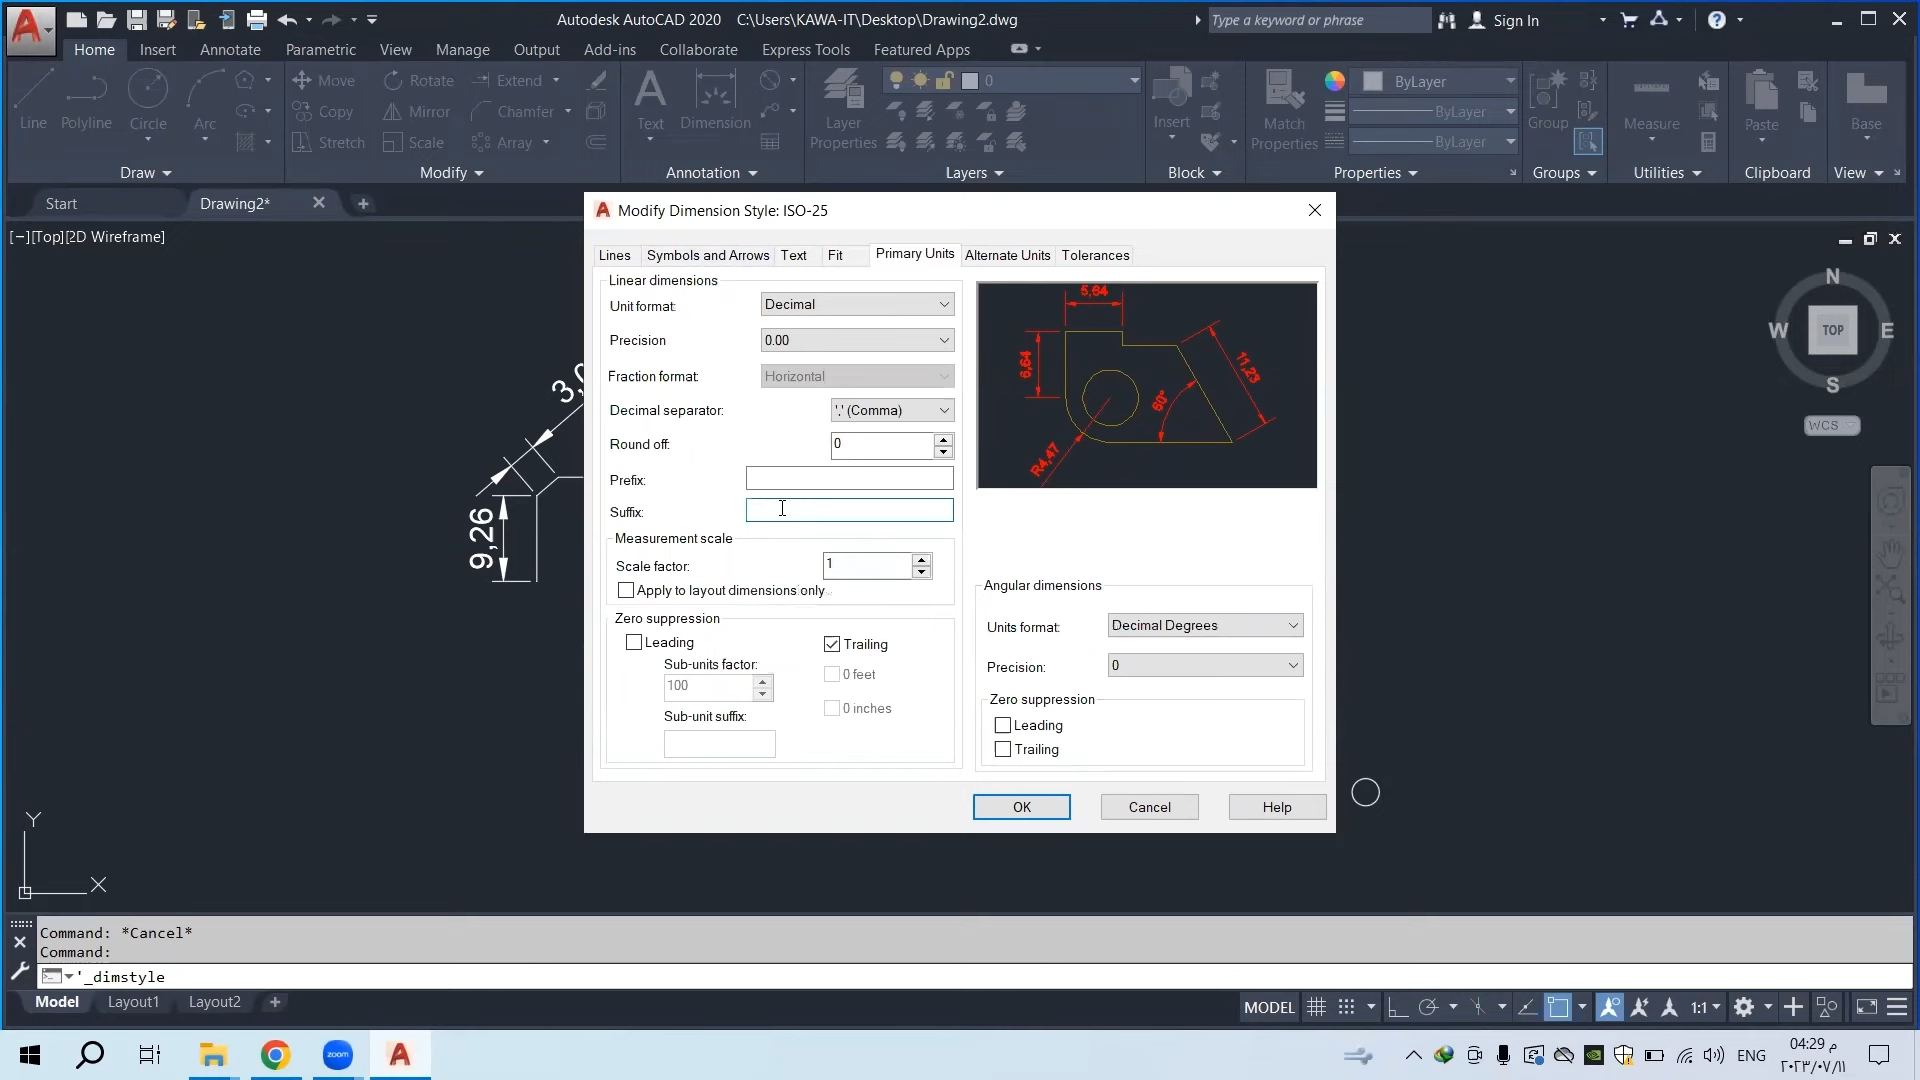 Autodesk AutoCAD 2020 C:\Users\KAWA-IT\Desktop\Drawing2.dwg
Type a keyword or phrase
Sign In
Home Insert Annotate Parametric View Manage Output Add-ins Collaborate Express Tools Featured Apps
Line
Polyline
Circle
Arc
Move
Rotate
Extend
Copy
Mirror
Chamfer
Stretch
Scale
Array
Text
Dimension
Layer
Properties
0
Insert
Match
Properties
ByLayer
ByLayer
ByLayer
Group
Measure
Paste
Base
Draw
Modify
Annotation
Layers
Block
Properties
Groups
Utilities
Clipboard
View
Start
Drawing2*
[−][Top][2D Wireframe]
Modify Dimension Style: ISO-25
Lines Symbols and Arrows Text Fit Primary Units Alternate Units Tolerances
Linear dimensions
Unit format: Decimal
Precision 0.00
Fraction format: Horizontal
Decimal separator: ',' (Comma)
Round off: 0
Prefix:
Suffix:
Measurement scale
Scale factor: 1
Apply to layout dimensions only
Zero suppression
Leading
Trailing
Sub-units factor:
100
0 feet
0 inches
Sub-unit suffix:
5,64
6,64
11,23
60°
R4,47
Angular dimensions
Units format: Decimal Degrees
Precision: 0
Zero suppression
Leading
Trailing
OK
Cancel
Help
9,26
N
W
TOP
E
S
WCS
Y
X
Command: *Cancel*
Command:
'_dimstyle
Model Layout1 Layout2
MODEL
1:1
zoom
ENG
04:29 م
٢٠٢٣/٠٧/١١